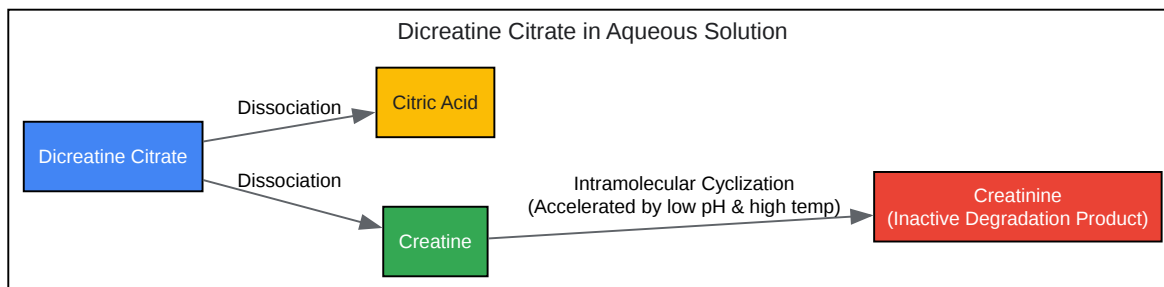 Dicreatine Citrate in Aqueous Solution
Dissociation
Citric Acid
Dicreatine Citrate
Dissociation
Creatine
Intramolecular Cyclization
(Accelerated by low pH & high temp)
Creatinine
(Inactive Degradation Product)